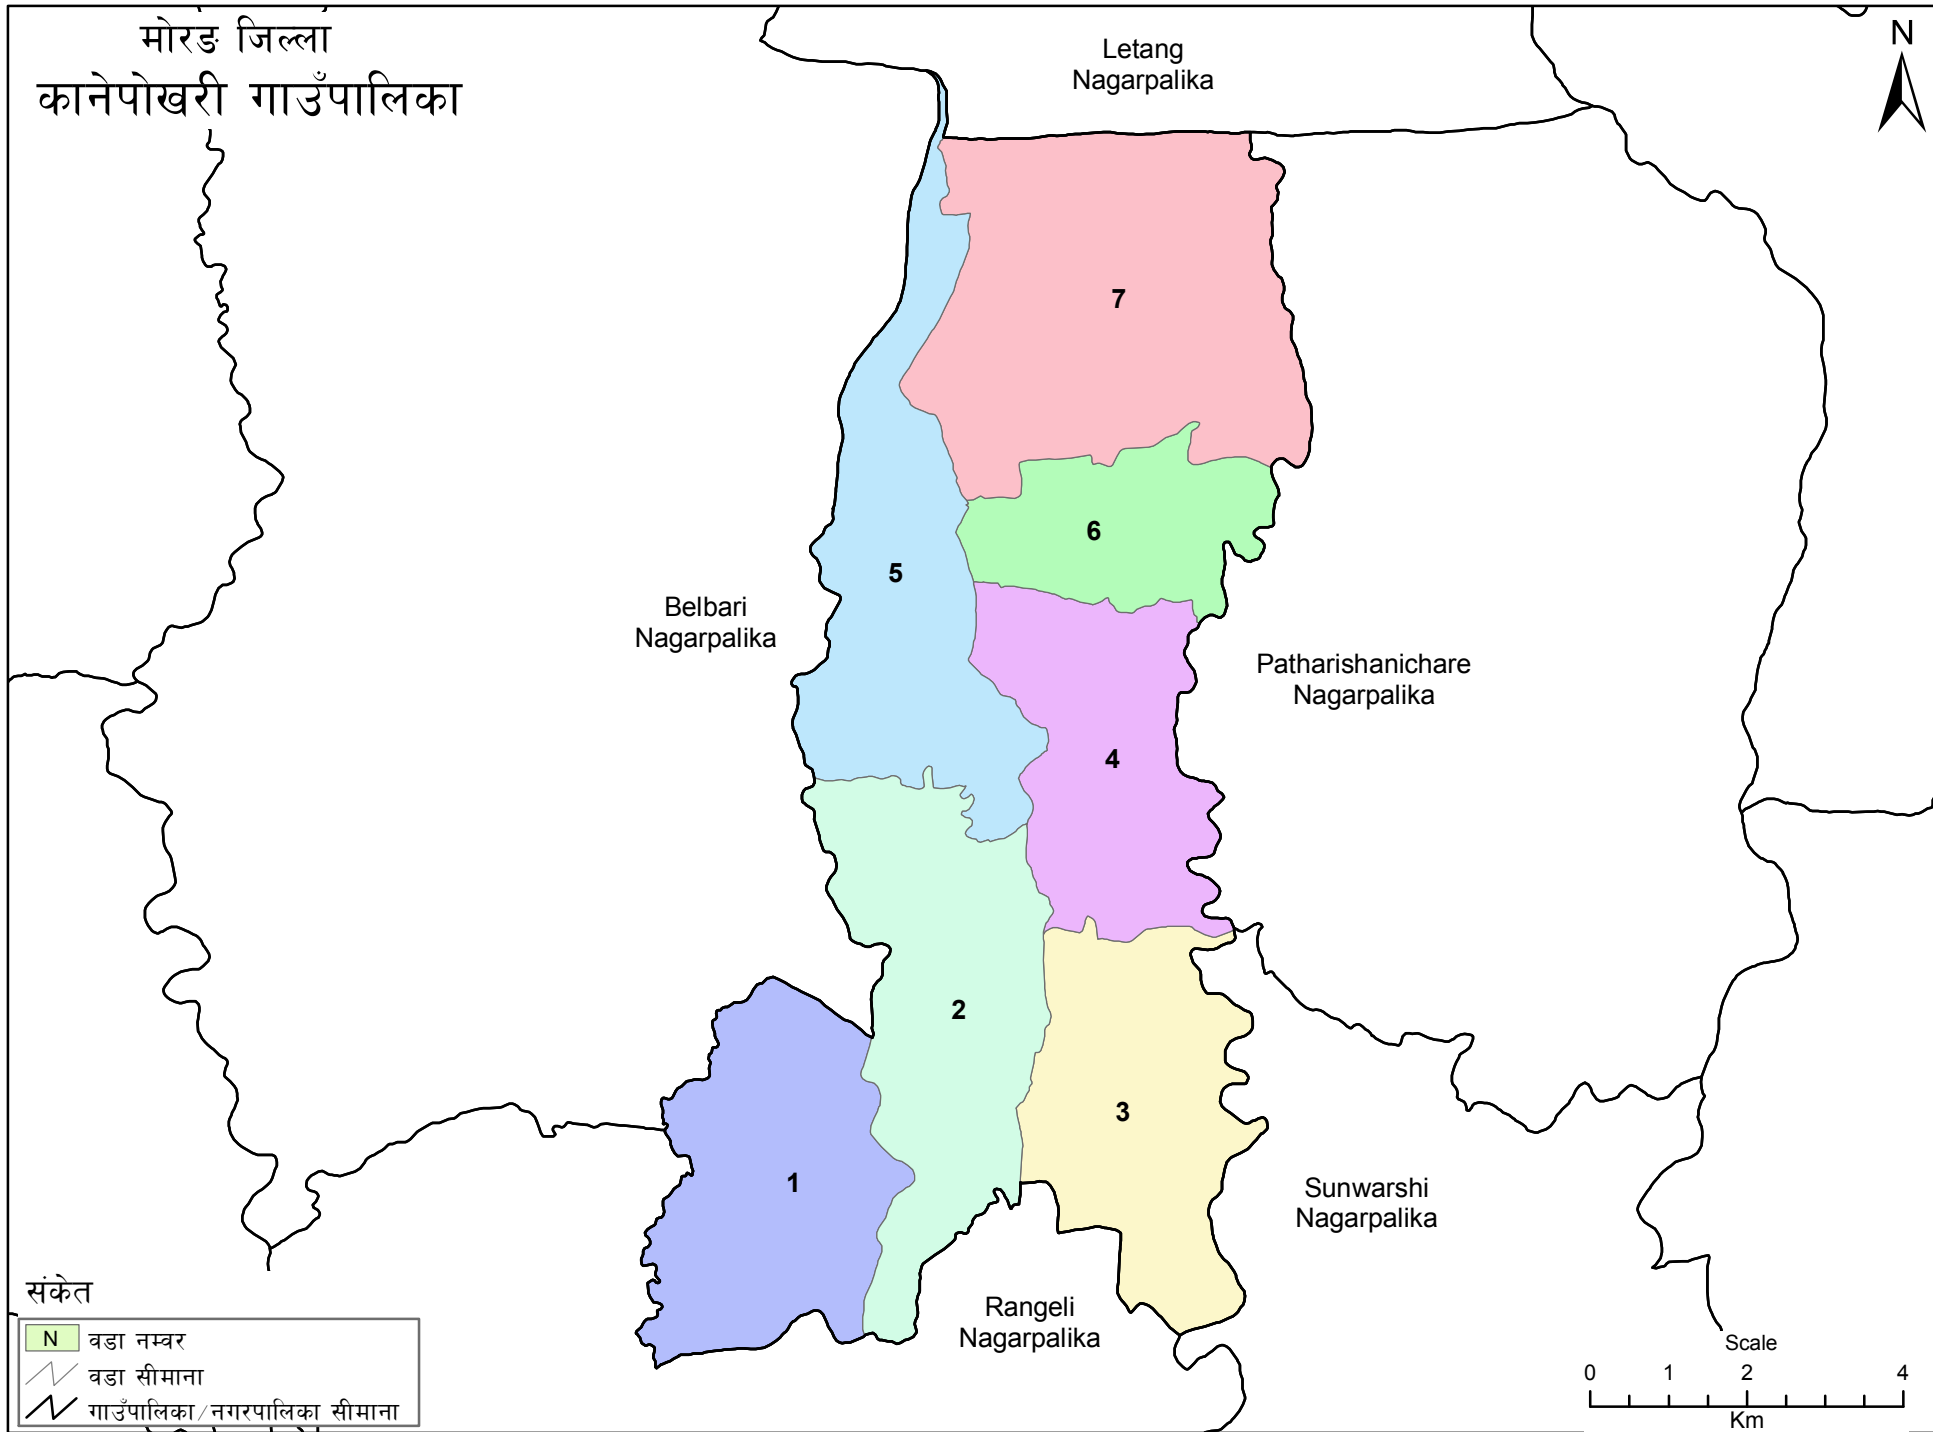 मोरङ जिल्ला
कानेपोखरी गाउँपालिका
N
Letang
Nagarpalika
7
6
5
Belbari
Nagarpalika
Patharishanichare
Nagarpalika
4
2
3
1
Sunwarshi
Nagarpalika
Rangeli
Nagarpalika
संकेत
N वडा नम्वर
वडा सीमाना
गाउँपालिका/नगरपालिका सीमाना
Scale
0 1 2 4
Km